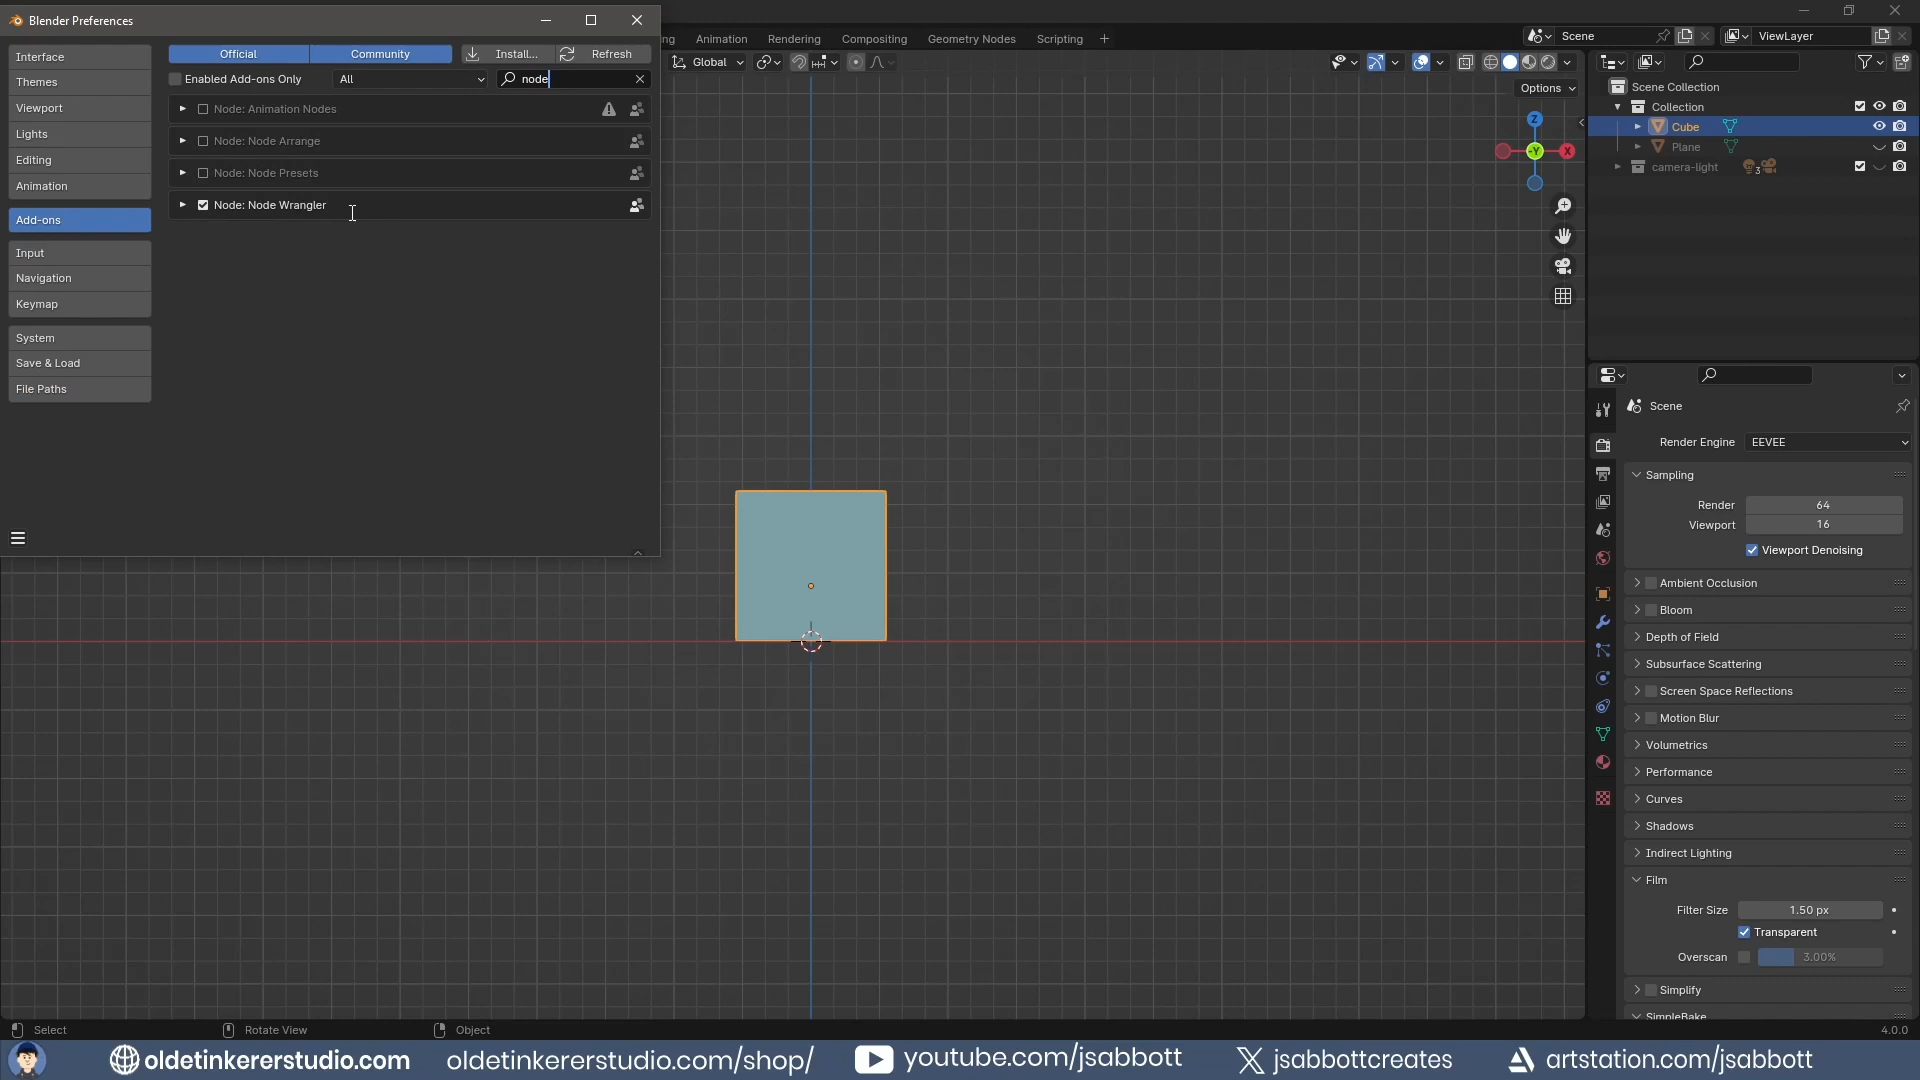 Blender Preferences
Interface
Themes
Viewport
Lights
Editing
Animation
Add-ons
Input
Navigation
Keymap
System
Save & Load
File Paths
Official Community Install... Refresh
Enabled Add-ons Only All node
Node: Animation Nodes
Node: Node Arrange
Node: Node Presets
Node: Node Wrangler
Animation Rendering Compositing Geometry Nodes Scripting
Global
Options
Z
-Y
X
Scene ViewLayer
Scene Collection
Collection
Cube
Plane
camera-light 3
Scene
Render Engine EEVEE
Sampling
Render 64
Viewport 16
Viewport Denoising
Ambient Occlusion
Bloom
Depth of Field
Subsurface Scattering
Screen Space Reflections
Motion Blur
Volumetrics
Performance
Curves
Shadows
Indirect Lighting
Film
Filter Size 1.50 px
Transparent
Overscan 3.00%
Simplify
SimpleBake
Select Rotate View Object 4.0.0
oldetinkererstudio.com oldetinkererstudio.com/shop/ youtube.com/jsabbott jsabbottcreates artstation.com/jsabbott